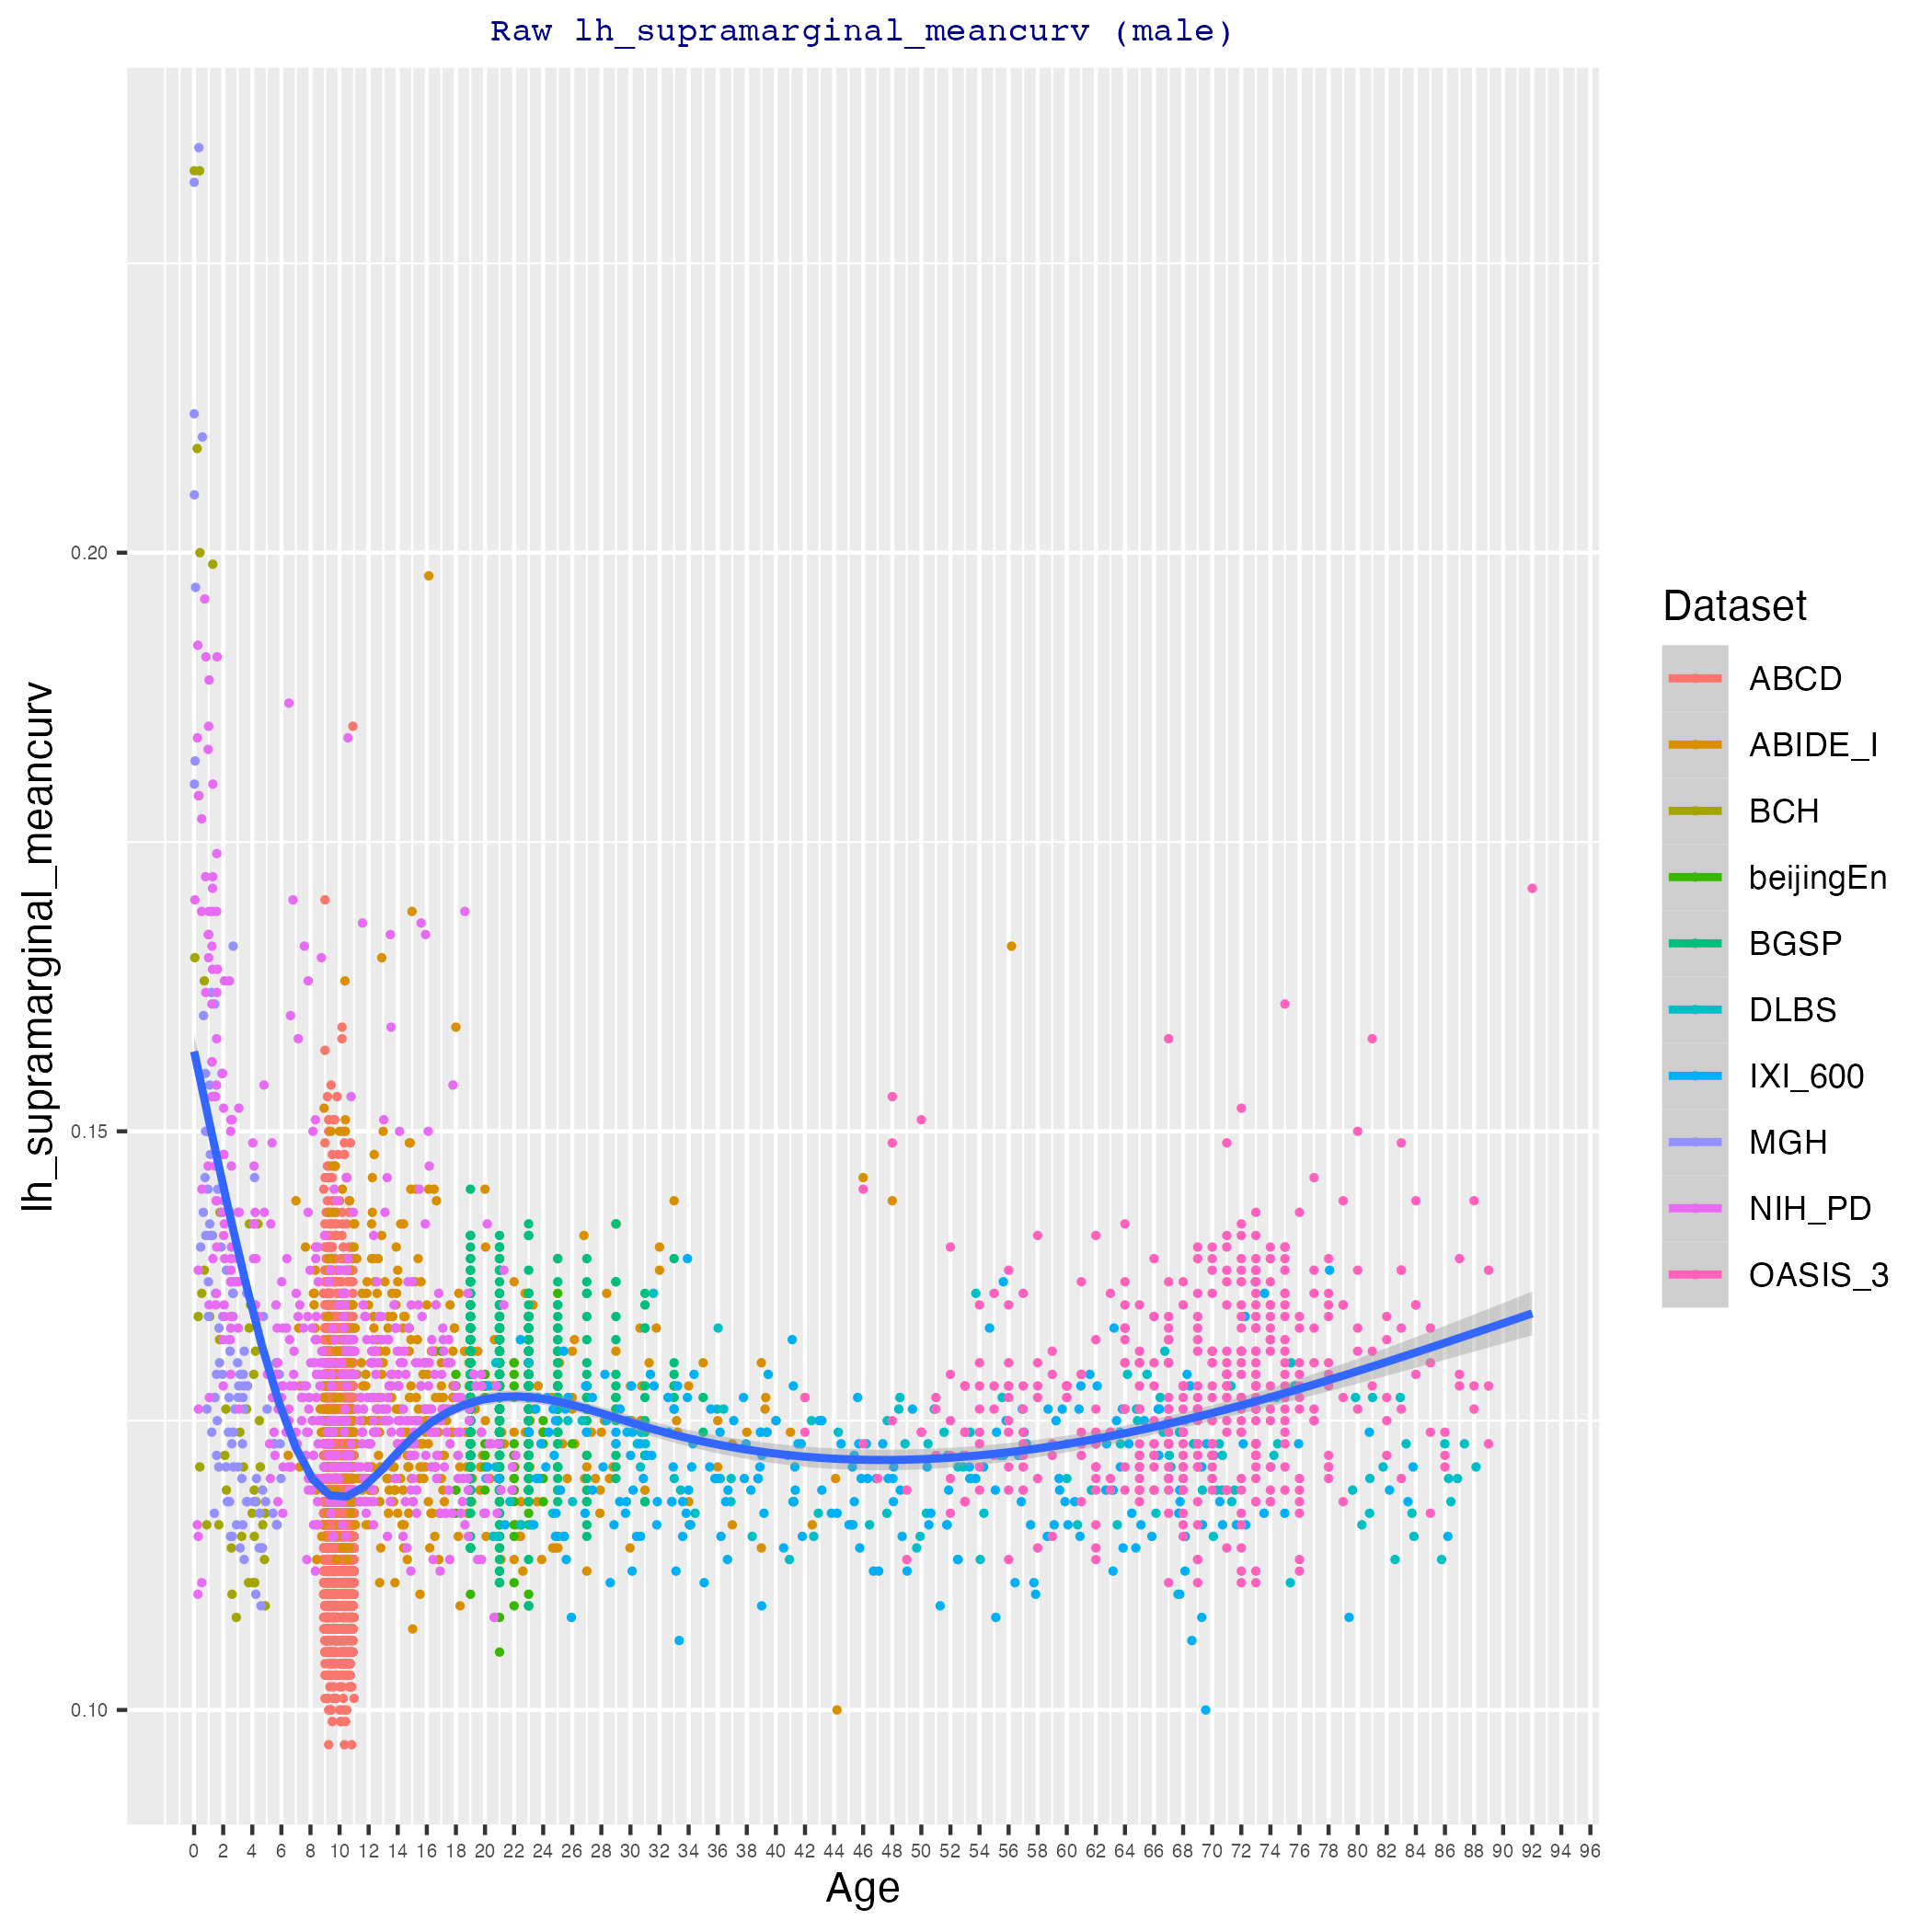 Raw lh_supramarginal_meancurv (male)
lh_supramarginal_meancurv
0.20
0.15
0.10
0 2 4 6 8 10 12 14 16 18 20 22 24 26 28 30 32 34 36 38 40 42 44 46 48 50 52 54 56 58 60 62 64 66 68 70 72 74 76 78 80 82 84 86 88 90 92 94 96
Age
Dataset
ABCD
ABIDE_I
BCH
beijingEn
BGSP
DLBS
IXI_600
MGH
NIH_PD
OASIS_3